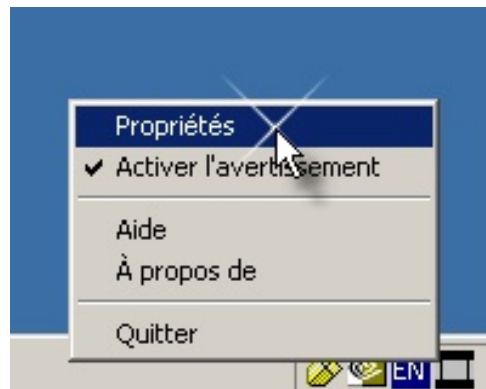 Propriétés
Activer l'avertissement
Aide
À propos de
Quitter
EN